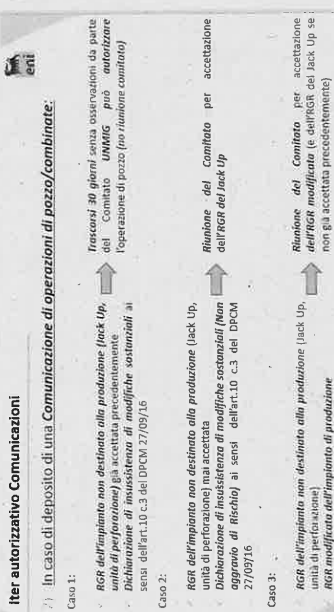 Iter autorizzativo Comunicazioni
eni
In caso di deposito di una Comunicazione di operazioni di pozzo/combinate:
Caso 1:
RGR dell'impianto non destinato alla produzione (Jack Up,
unità di perforazione) già accettata precedentemente
Dichiarazione di insussistenza di modifiche sostanziali ai
sensi dell'art.10 c.3 del DPCM 27/09/16
Trascorsi 30 giorni senza osservazioni da parte
del Comitato UNMIG può autorizzare
l'operazione di pozzo (no riunione comitato)
Caso 2:
RGR dell'impianto non destinato alla produzione (Jack Up,
unità di perforazione) mai accettata
Dichiarazione di insussistenza di modifiche sostanziali (Non
aggravio di Rischio) ai sensi dell'art.10 c.3 del DPCM
27/09/16
Riunione del Comitato per accettazione
dell'RGR del Jack Up
Caso 3:
RGR dell'impianto non destinato alla produzione (Jack Up,
unità di perforazione)
RGR modificata dell'impianto di produzione
Riunione del Comitato per accettazione
dell'RGR modificata (e dell'RGR del Jack Up se
non già accettata precedentemente)